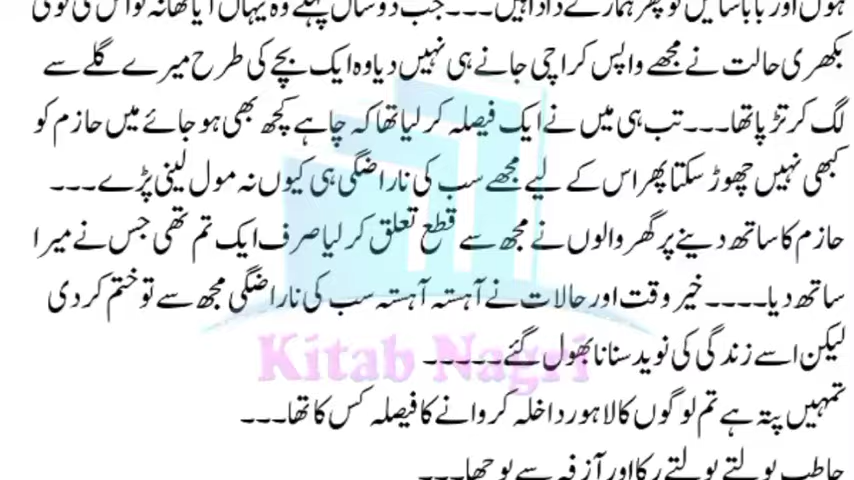 ہوں اور بابا سائیں تو پھر ہمارے دادا ہیں۔۔۔ جب دو سال پہلے وہ یہاں آیا تھا نہ تو اس کی ٹوٹی
بکھری حالت نے مجھے واپس کراچی جانے ہی نہیں دیا وہ ایک بچے کی طرح میرے گلے سے
لگ کر تڑپا تھا۔۔۔ تب ہی میں نے ایک فیصلہ کر لیا تھا کہ چاہے کچھ بھی ہو جائے میں حازم کو
کبھی نہیں چھوڑ سکتا پھر اس کے لیے مجھے سب کی ناراضگی ہی کیوں نہ مول لینی پڑے۔۔۔
حازم کا ساتھ دینے پر گھر والوں نے مجھ سے قطع تعلق کر لیا صرف ایک تم تھی جس نے میرا
ساتھ دیا۔۔۔۔ خیر وقت اور حالات نے آہستہ آہستہ سب کی ناراضگی مجھ سے تو ختم کر دی
لیکن اسے زندگی کی نوید سنانا بھول گئے۔۔۔۔۔
Kitab Nagri
تمہیں پتہ ہے تم لوگوں کا لاہور داخلہ کروانے کا فیصلہ کس کا تھا۔۔۔
حاطب بولتے بولتے رکا اور آزفہ سے پوچھا۔۔۔